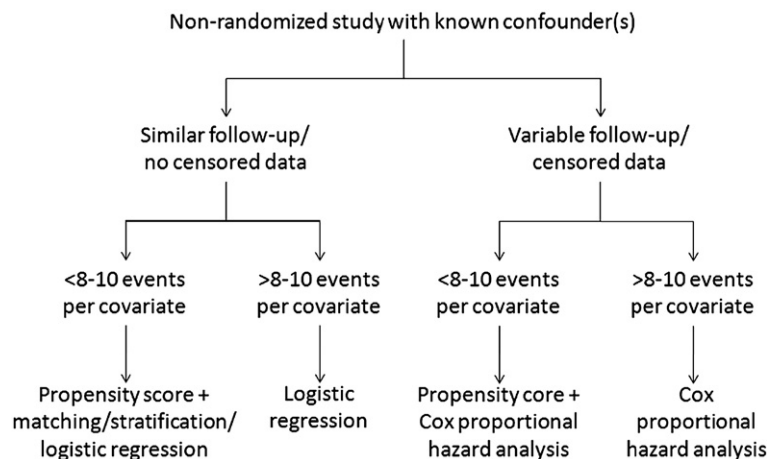 Non-randomized study with known confounder(s)
Similar follow-up/
no censored data
Variable follow-up/
censored data
<8-10 events
per covariate
>8-10 events
per covariate
<8-10 events
per covariate
>8-10 events
per covariate
Propensity score +
matching/stratification/
logistic regression
Logistic
regression
Propensity core +
Cox proportional
hazard analysis
Cox
proportional
hazard analysis